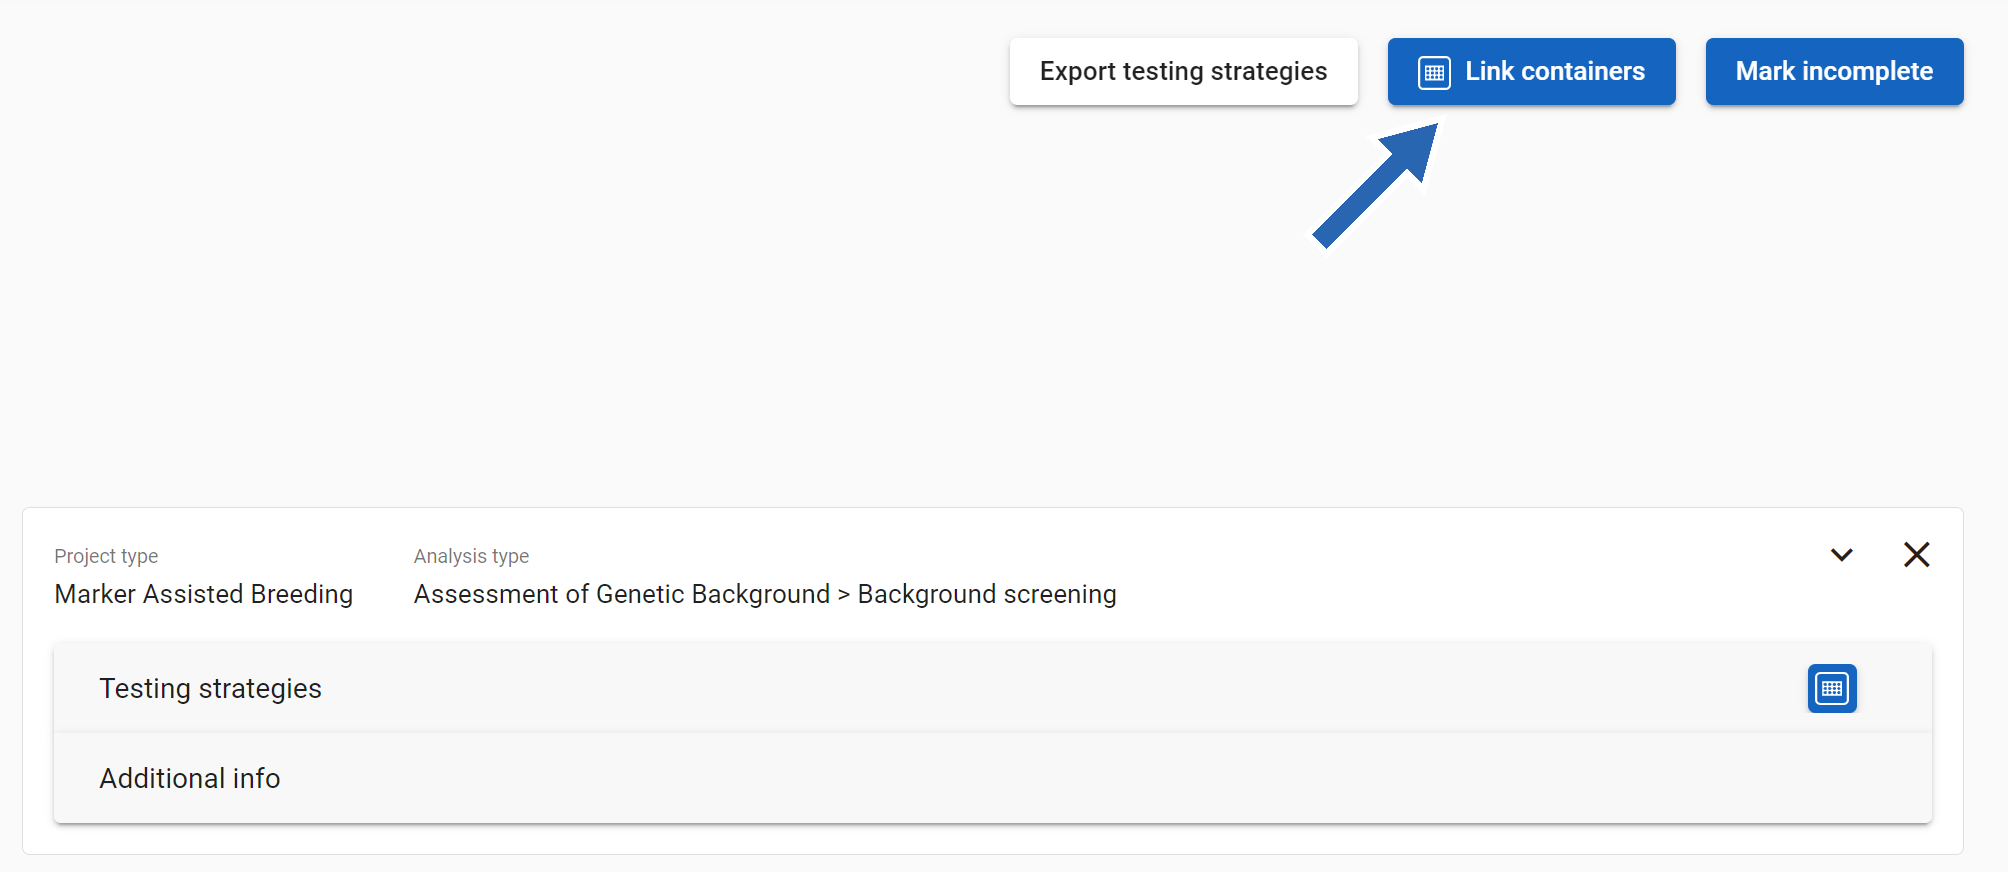 Export testing strategies
Link containers
Mark incomplete
Project type
Analysis type
Marker Assisted Breeding
Assessment of Genetic Background > Background screening
Testing strategies
Additional info